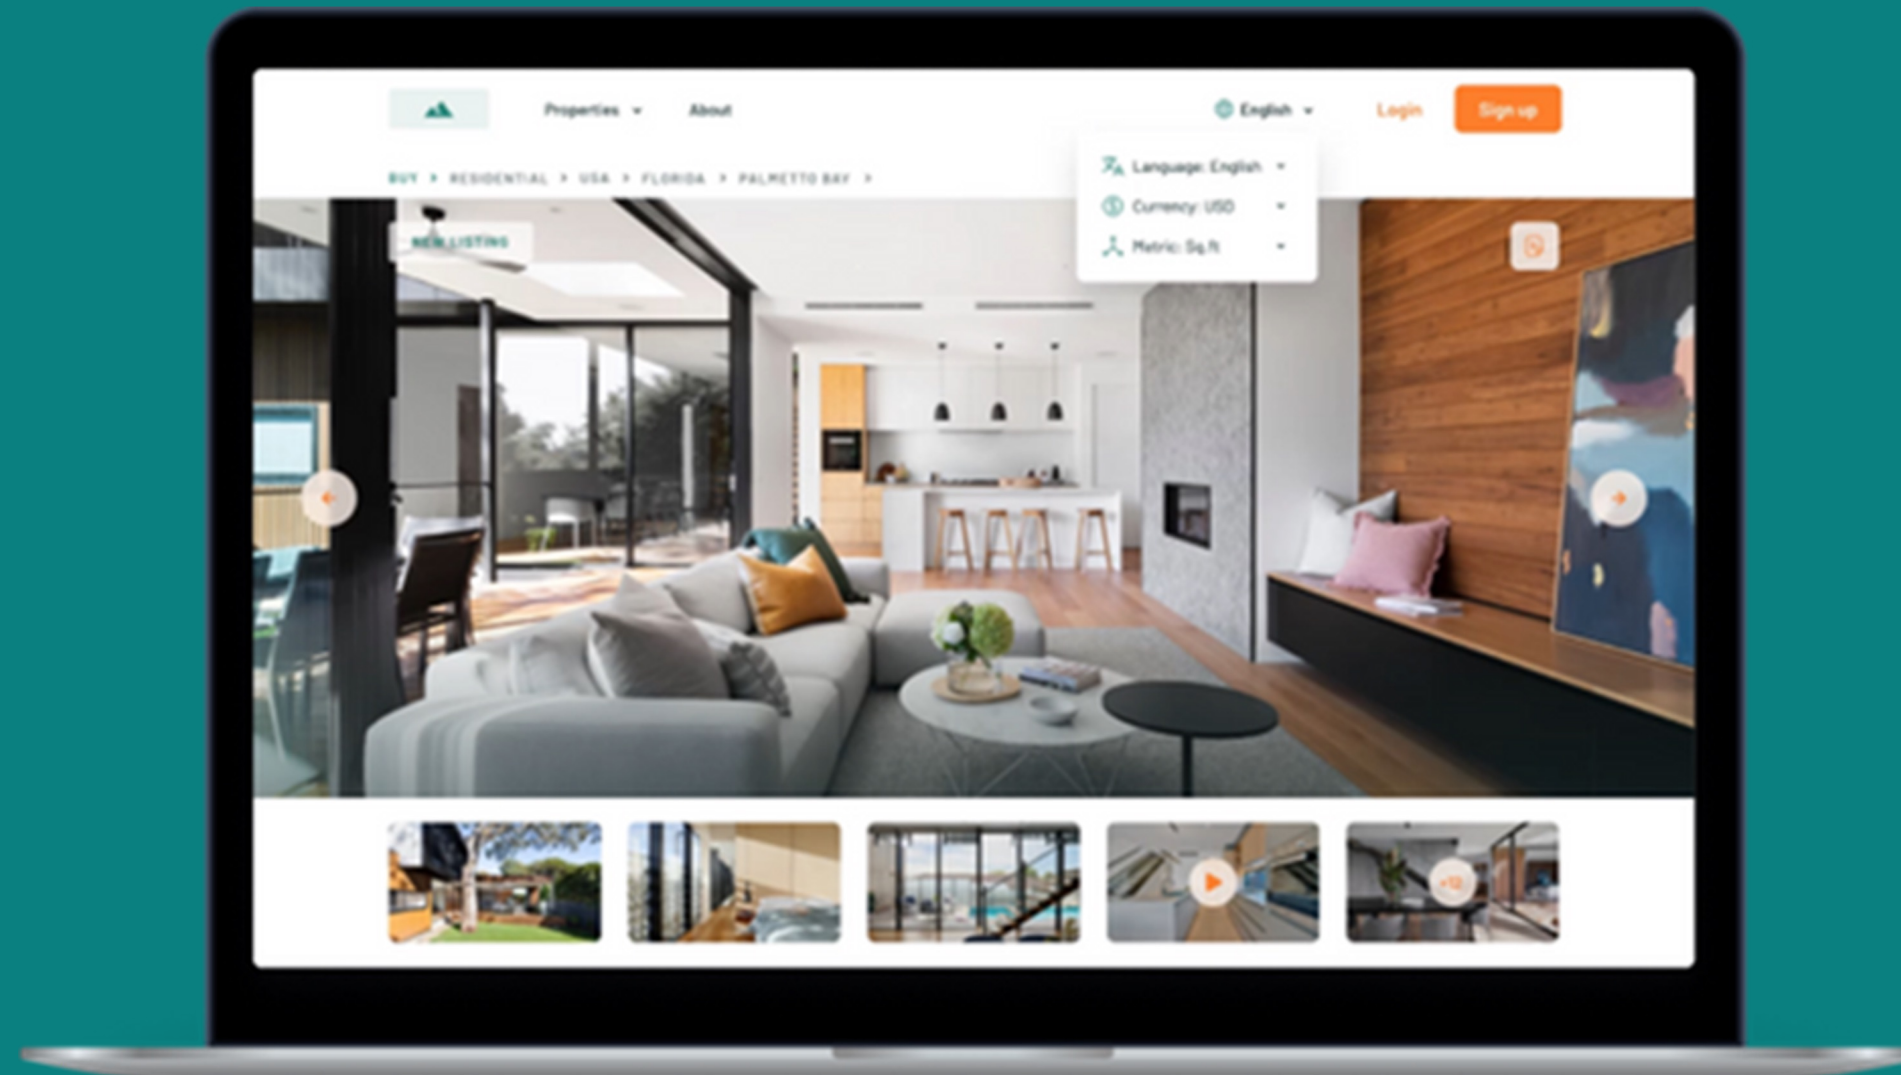 Properties About English Login Sign up
Language: English
BUY > RESIDENTIAL > USA > FLORIDA > PALMETTO BAY >
Currency: USD
NEW LISTING
Metric: Sq.ft
+12